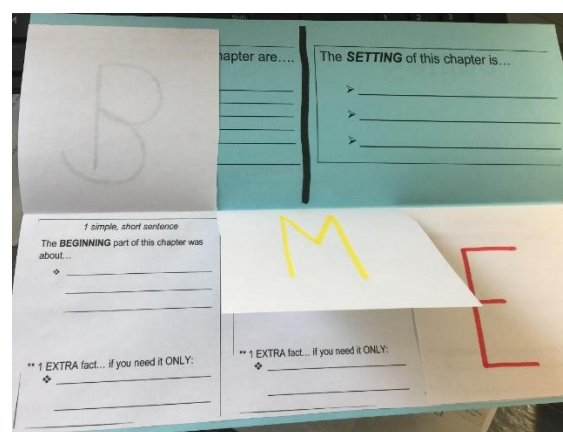 B
hapter are….
The SETTING of this chapter is…
1 simple, short sentence
The BEGINNING part of this chapter was
about…
** 1 EXTRA fact… if you need it ONLY:
M
** 1 EXTRA fact… if you need it ONLY:
E